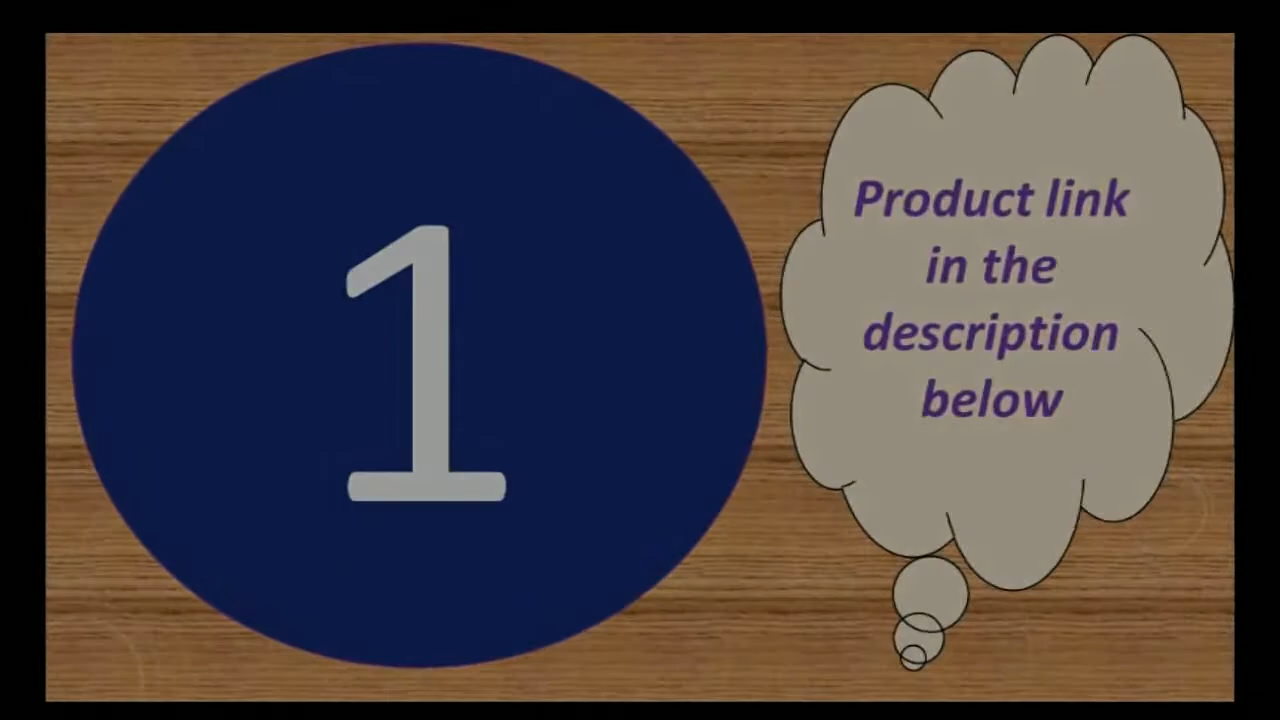 1
Product link
in the
description
below